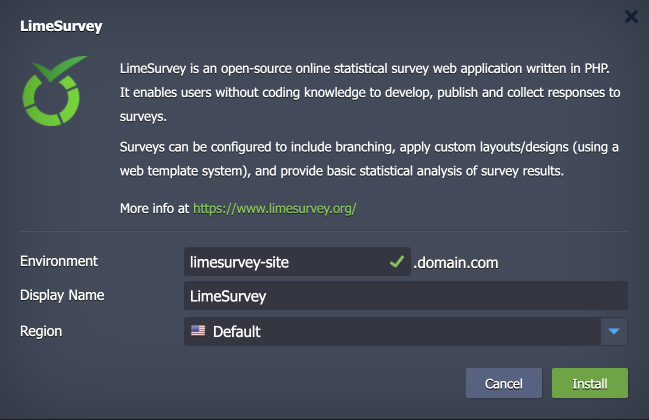 LimeSurvey
LimeSurvey is an open-source online statistical survey web application written in PHP.
It enables users without coding knowledge to develop, publish and collect responses to
surveys.
Surveys can be configured to include branching, apply custom layouts/designs (using a
web template system), and provide basic statistical analysis of survey results.
More info at https://www.limesurvey.org/
Environment limesurvey-site .domain.com
Display Name LimeSurvey
Region Default
Cancel Install